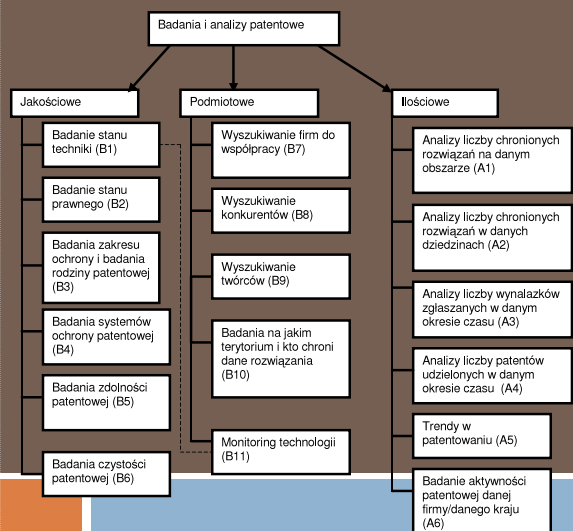 Badania i analizy patentowe
Jakościowe
Badanie stanu
techniki (B1)
Badanie stanu
prawnego (B2)
Badania zakresu
ochrony i badania
rodziny patentowej
(B3)
Badania systemów
ochrony patentowej
(B4)
Badania zdolności
patentowej (B5)
Badania czystości
patentowej (B6)
Podmiotowe
Wyszukiwanie firm do
współpracy (B7)
Wyszukiwanie
konkurentów (B8)
Wyszukiwanie
twórców (B9)
Badania na jakim
terytorium i kto chroni
dane rozwiązania
(B10)
Monitoring technologii
(B11)
Ilościowe
Analizy liczby chronionych
rozwiązań na danym
obszarze (A1)
Analizy liczby chronionych
rozwiązań w danych
dziedzinach (A2)
Analizy liczby wynalazków
zgłaszanych w danym
okresie czasu (A3)
Analizy liczby patentów
udzielonych w danym
okresie czasu (A4)
Trendy w
patentowaniu (A5)
Badanie aktywności
patentowej danej
firmy/danego kraju
(A6)